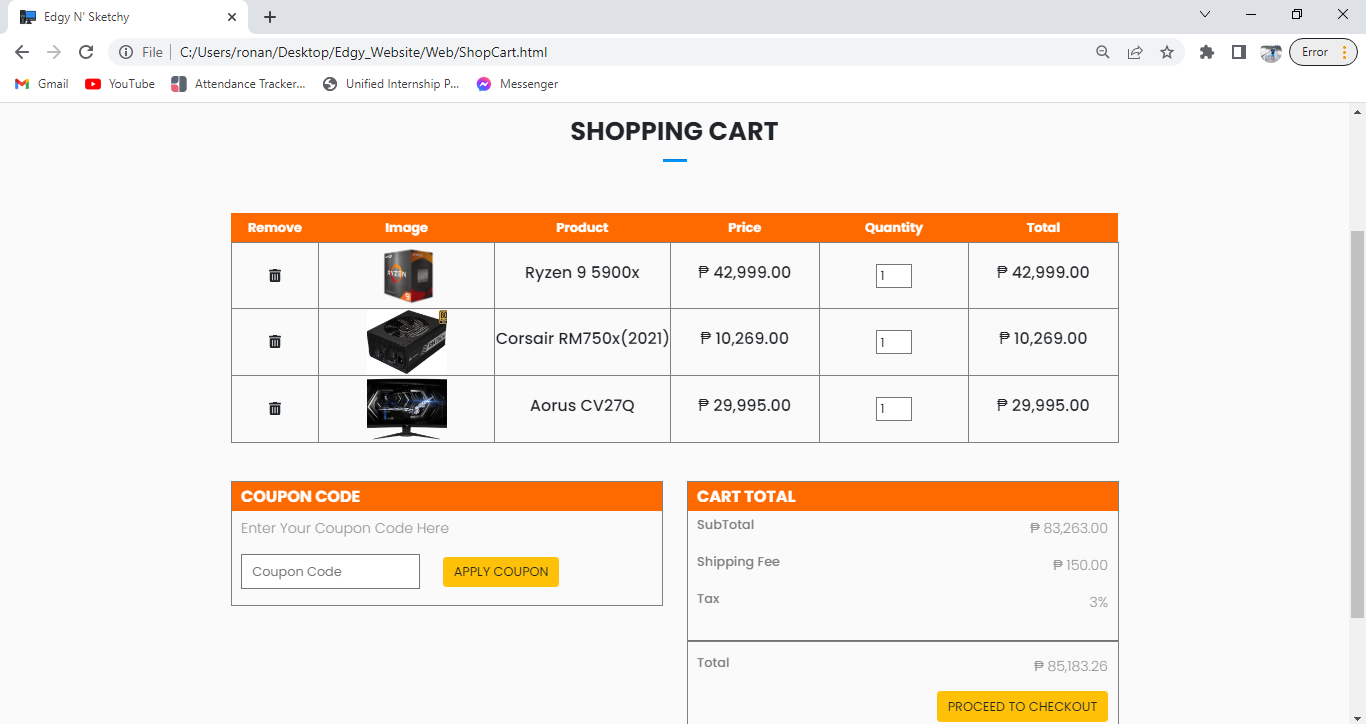 Edgy N' Sketchy
File C:/Users/ronan/Desktop/Edgy_Website/Web/ShopCart.html Error
Gmail YouTube Attendance Tracker... Unified Internship P... Messenger
SHOPPING CART
Remove Image Product Price Quantity Total
RYZEN Ryzen 9 5900x ₱ 42,999.00 1 ₱ 42,999.00
Corsair RM750x(2021) ₱ 10,269.00 1 ₱ 10,269.00
Aorus CV27Q ₱ 29,995.00 1 ₱ 29,995.00
COUPON CODE
Enter Your Coupon Code Here
Coupon Code APPLY COUPON
CART TOTAL
SubTotal ₱ 83,263.00
Shipping Fee ₱ 150.00
Tax 3%
Total ₱ 85,183.26
PROCEED TO CHECKOUT